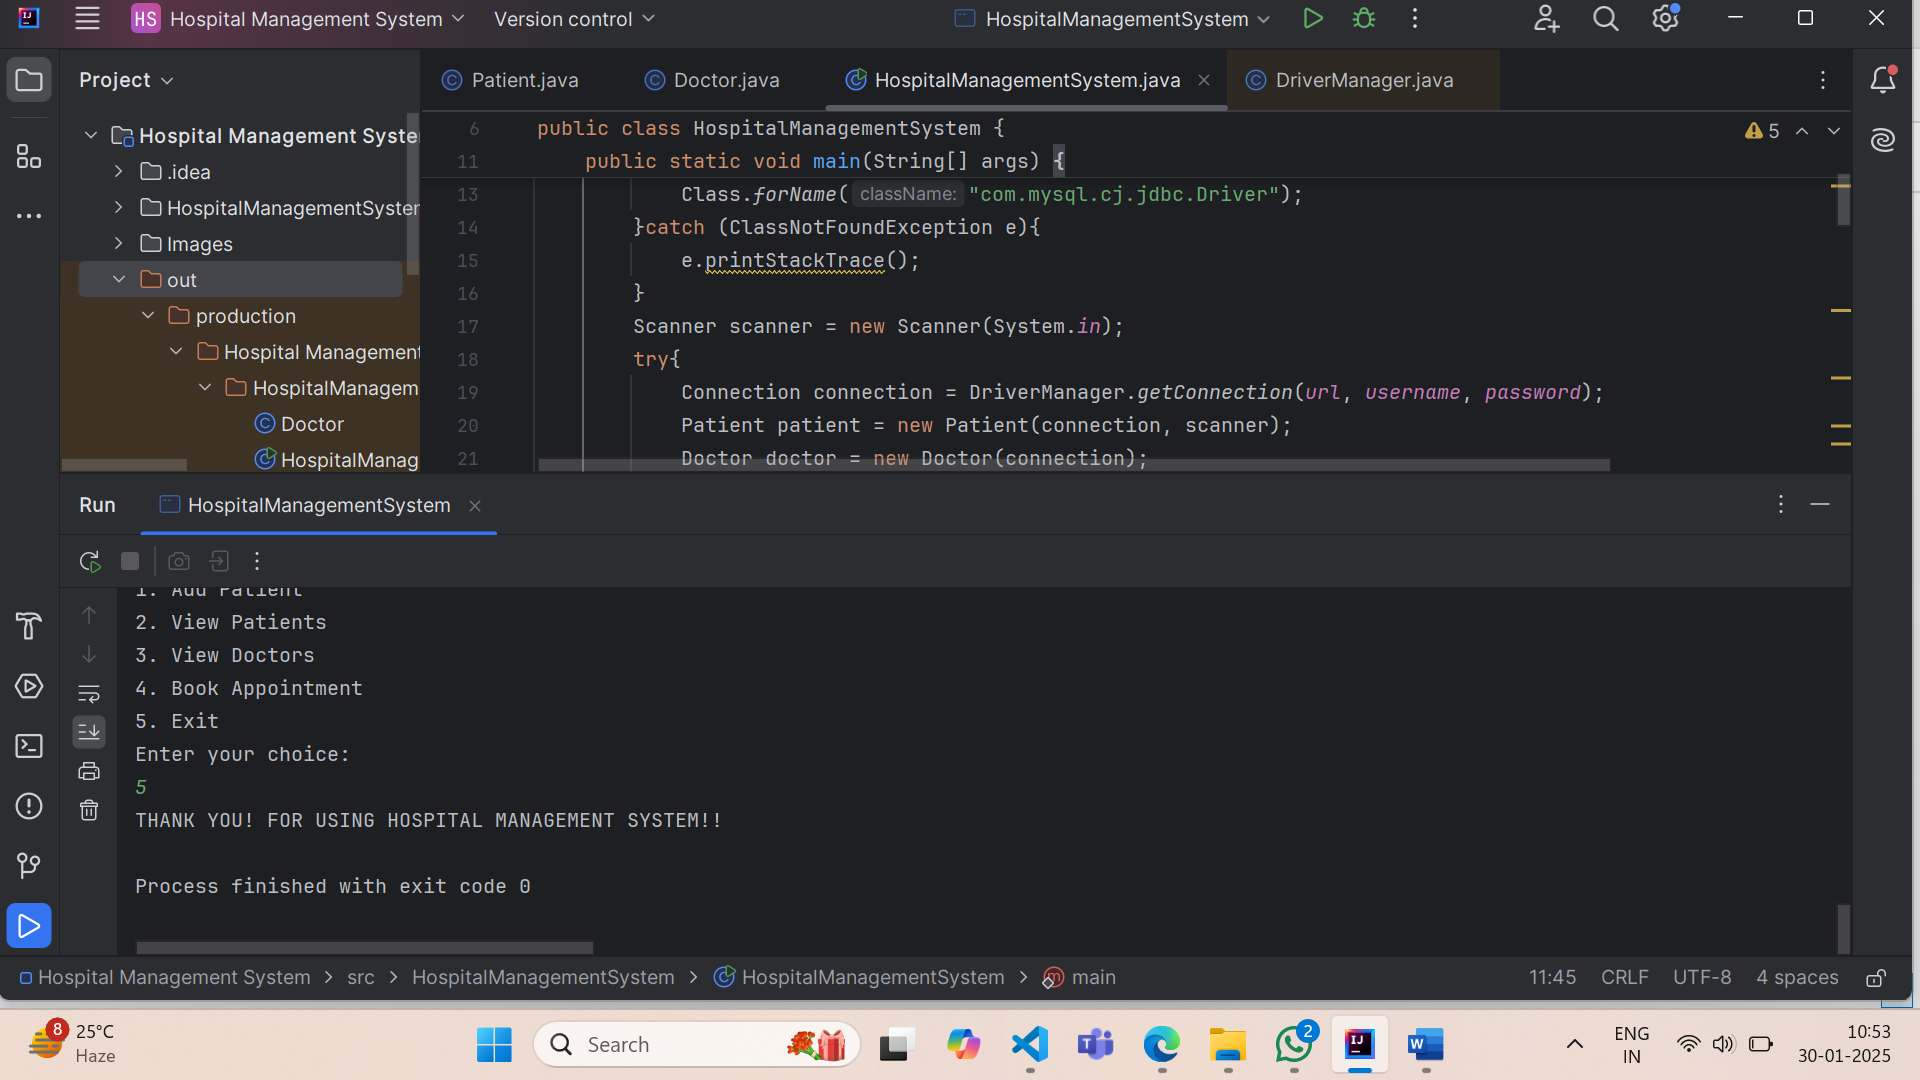 HS Hospital Management System Version control HospitalManagementSystem
Project
Patient.java Doctor.java HospitalManagementSystem.java DriverManager.java
Hospital Management Syste
.idea
HospitalManagementSyster
Images
out
production
Hospital Management
HospitalManagem
Doctor
HospitalManag
6 public class HospitalManagementSystem {
5
11 public static void main(String[] args) {
13 Class.forName( className: "com.mysql.cj.jdbc.Driver");
14 }catch (ClassNotFoundException e){
15 e.printStackTrace();
16 }
17 Scanner scanner = new Scanner(System.in);
18 try{
19 Connection connection = DriverManager.getConnection(url, username, password);
20 Patient patient = new Patient(connection, scanner);
21 Doctor doctor = new Doctor(connection);
Run HospitalManagementSystem
1. Add Patient
2. View Patients
3. View Doctors
4. Book Appointment
5. Exit
Enter your choice:
5
THANK YOU! FOR USING HOSPITAL MANAGEMENT SYSTEM!!
Process finished with exit code 0
Hospital Management System > src > HospitalManagementSystem > HospitalManagementSystem > main 11:45 CRLF UTF-8 4 spaces
8
25°C
Haze
Search
2
ENG
IN
10:53
30-01-2025